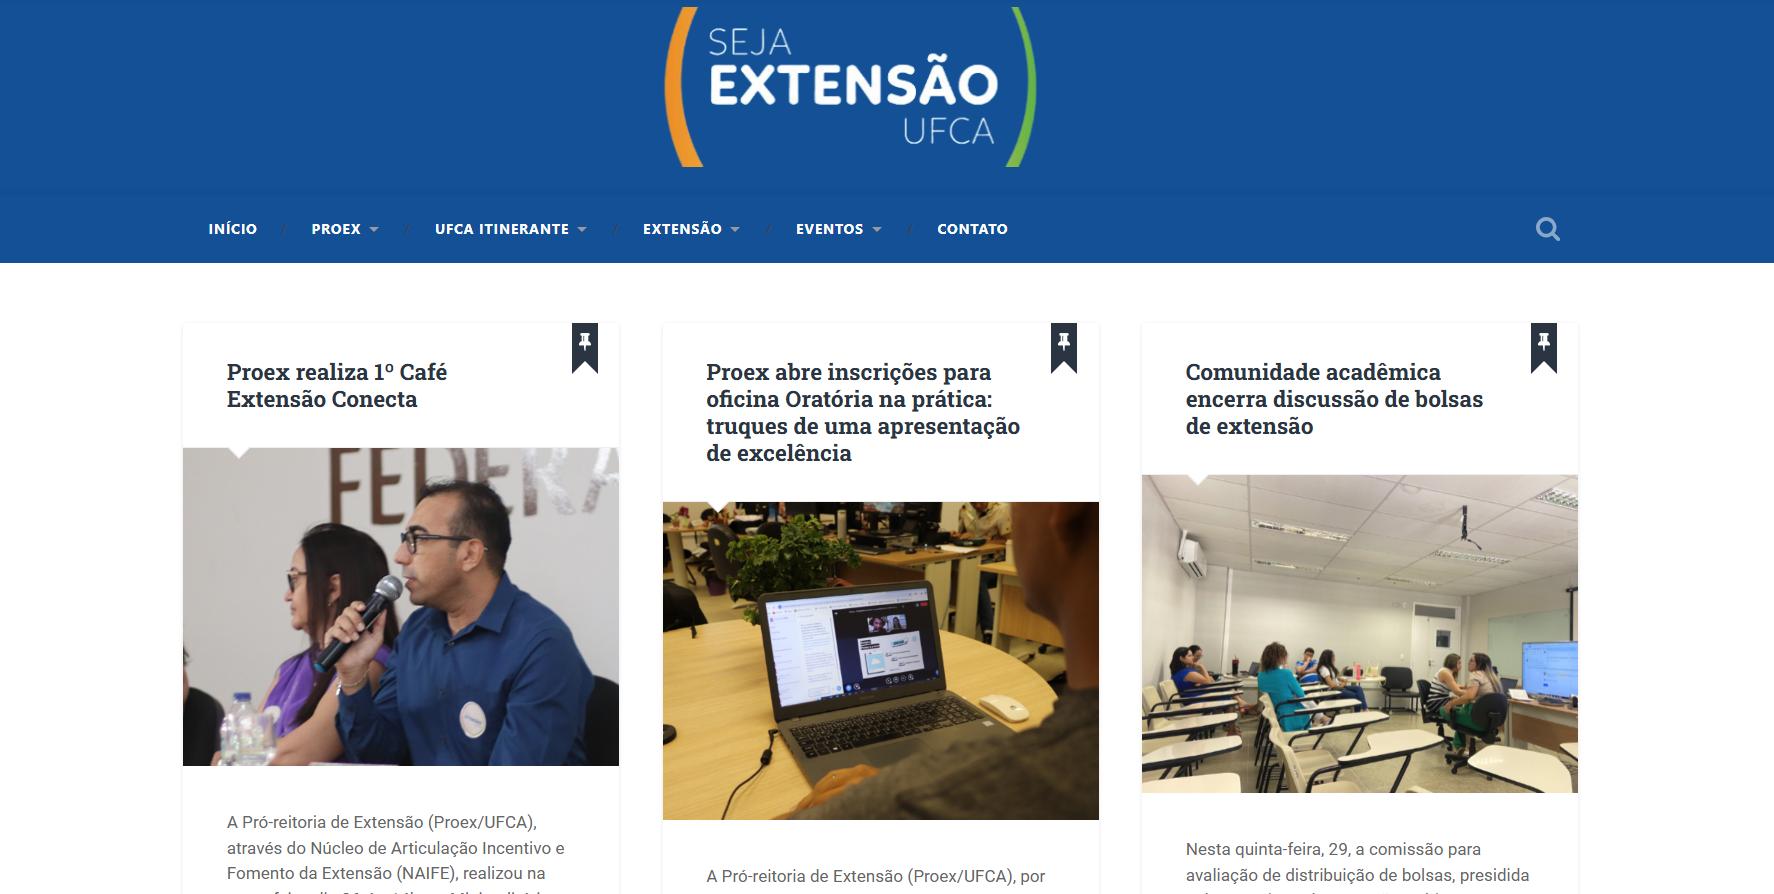 SEJA
EXTENSÃO
UFCA
INÍCIO / PROEX / UFCA ITINERANTE / EXTENSÃO / EVENTOS / CONTATO
Proex realiza 1º Café
Extensão Conecta
FEDERA
A Pró-reitoria de Extensão (Proex/UFCA),
através do Núcleo de Articulação Incentivo e
Fomento da Extensão (NAIFE), realizou na
Proex abre inscrições para
oficina Oratória na prática:
truques de uma apresentação
de excelência
A Pró-reitoria de Extensão (Proex/UFCA), por
Comunidade acadêmica
encerra discussão de bolsas
de extensão
Nesta quinta-feira, 29, a comissão para
avaliação de distribuição de bolsas, presidida